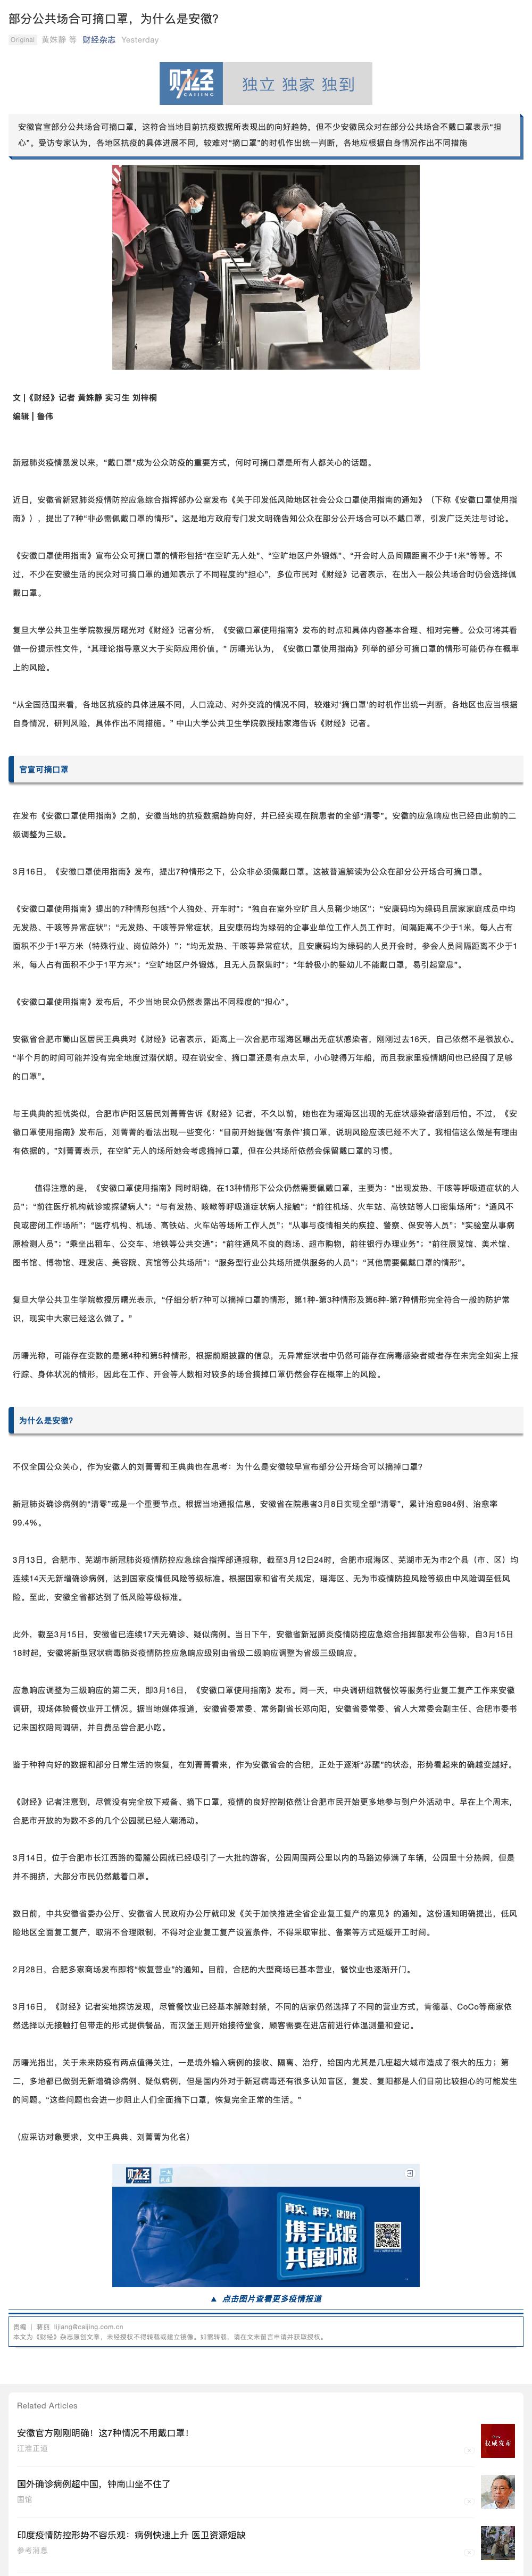 部分公共场合可摘口罩，为什么是安徽？
Original 黄姝静 等 财经杂志 Yesterday
财经 CAIJING 独立 独家 独到
安徽官宣部分公共场合可摘口罩，这符合当地目前抗疫数据所表现出的向好趋势，但不少安徽民众对在部分公共场合不戴口罩表示“担
心”。受访专家认为，各地区抗疫的具体进展不同，较难对“摘口罩”的时机作出统一判断，各地应根据自身情况作出不同措施
文 |《财经》记者 黄姝静 实习生 刘梓桐
编辑 | 鲁伟
新冠肺炎疫情暴发以来，“戴口罩”成为公众防疫的重要方式，何时可摘口罩是所有人都关心的话题。
近日，安徽省新冠肺炎疫情防控应急综合指挥部办公室发布《关于印发低风险地区社会公众口罩使用指南的通知》（下称《安徽口罩使用指
南》），提出了7种“非必需佩戴口罩的情形”。这是地方政府专门发文明确告知公众在部分公开场合可以不戴口罩，引发广泛关注与讨论。
《安徽口罩使用指南》宣布公众可摘口罩的情形包括“在空旷无人处”、“空旷地区户外锻炼”、“开会时人员间隔距离不少于1米”等等。不
过，不少在安徽生活的民众对可摘口罩的通知表示了不同程度的“担心”，多位市民对《财经》记者表示，在出入一般公共场合时仍会选择佩
戴口罩。
复旦大学公共卫生学院教授厉曙光对《财经》记者分析，《安徽口罩使用指南》发布的时点和具体内容基本合理、相对完善。公众可将其看
做一份提示性文件，“其理论指导意义大于实际应用价值。” 厉曙光认为，《安徽口罩使用指南》列举的部分可摘口罩的情形可能仍存在概率
上的风险。
“从全国范围来看，各地区抗疫的具体进展不同，人口流动、对外交流的情况不同，较难对‘摘口罩’的时机作出统一判断，各地区也应当根据
自身情况，研判风险，具体作出不同措施。” 中山大学公共卫生学院教授陆家海告诉《财经》记者。
官宣可摘口罩
在发布《安徽口罩使用指南》之前，安徽当地的抗疫数据趋势向好，并已经实现在院患者的全部“清零”。安徽的应急响应也已经由此前的二
级调整为三级。
3月16日，《安徽口罩使用指南》发布，提出7种情形之下，公众非必须佩戴口罩。这被普遍解读为公众在部分公开场合可摘口罩。
《安徽口罩使用指南》提出的7种情形包括“个人独处、开车时”；“独自在室外空旷且人员稀少地区”；“安康码均为绿码且居家家庭成员中均
无发热、干咳等异常症状”；“无发热、干咳等异常症状，且安康码均为绿码的企事业单位工作人员工作时，间隔距离不少于1米，每人占有
面积不少于1平方米（特殊行业、岗位除外）”；“均无发热、干咳等异常症状，且安康码均为绿码的人员开会时，参会人员间隔距离不少于1
米，每人占有面积不少于1平方米”；“空旷地区户外锻炼，且无人员聚集时”；“年龄极小的婴幼儿不能戴口罩，易引起窒息”。
《安徽口罩使用指南》发布后，不少当地民众仍然表露出不同程度的“担心”。
安徽省合肥市蜀山区居民王典典对《财经》记者表示，距离上一次合肥市瑶海区曝出无症状感染者，刚刚过去16天，自己依然不是很放心。
“半个月的时间可能并没有完全地度过潜伏期。现在说安全、摘口罩还是有点太早，小心驶得万年船，而且我家里疫情期间也已经囤了足够
的口罩”。
与王典典的担忧类似，合肥市庐阳区居民刘菁菁告诉《财经》记者，不久以前，她也在为瑶海区出现的无症状感染者感到后怕。不过，《安
徽口罩使用指南》发布后，刘菁菁的看法出现一些变化：“目前开始提倡‘有条件’摘口罩，说明风险应该已经不大了。我相信这么做是有理由
有依据的。”刘菁菁表示，在空旷无人的场所她会考虑摘掉口罩，但在公共场所依然会保留戴口罩的习惯。
值得注意的是，《安徽口罩使用指南》同时明确，在13种情形下公众仍然需要佩戴口罩，主要为：“出现发热、干咳等呼吸道症状的人
员”；“前往医疗机构就诊或探望病人”；“与有发热、咳嗽等呼吸道症状病人接触”；“前往机场、火车站、高铁站等人口密集场所”；“通风不
良或密闭工作场所”；“医疗机构、机场、高铁站、火车站等场所工作人员”；“从事与疫情相关的疾控、警察、保安等人员”；“实验室从事病
原检测人员”；“乘坐出租车、公交车、地铁等公共交通”；“前往通风不良的商场、超市购物，前往银行办理业务”；“前往展览馆、美术馆、
图书馆、博物馆、理发店、美容院、宾馆等公共场所”；“服务型行业公共场所提供服务的人员”；“其他需要佩戴口罩的情形”。
复旦大学公共卫生学院教授厉曙光表示，“仔细分析7种可以摘掉口罩的情形，第1种-第3种情形及第6种-第7种情形完全符合一般的防护常
识，现实中大家已经这么做了。”
厉曙光称，可能存在变数的是第4种和第5种情形，根据前期披露的信息，无异常症状者中仍然可能存在病毒感染者或者存在未完全如实上报
行踪、身体状况的情形，因此在工作、开会等人数相对较多的场合摘掉口罩仍然会存在概率上的风险。
为什么是安徽？
不仅全国公众关心，作为安徽人的刘菁菁和王典典也在思考：为什么是安徽较早宣布部分公开场合可以摘掉口罩？
新冠肺炎确诊病例的“清零”或是一个重要节点。根据当地通报信息，安徽省在院患者3月8日实现全部“清零”，累计治愈984例、治愈率
99.4%。
3月13日，合肥市、芜湖市新冠肺炎疫情防控应急综合指挥部通报称，截至3月12日24时，合肥市瑶海区、芜湖市无为市2个县（市、区）均
连续14天无新增确诊病例，达到国家疫情低风险等级标准。根据国家和省有关规定，瑶海区、无为市疫情防控风险等级由中风险调至低风
险。至此，安徽全省都达到了低风险等级标准。
此外，截至3月15日，安徽省已连续17天无确诊、疑似病例。当日下午，安徽省新冠肺炎疫情防控应急综合指挥部发布公告称，自3月15日
18时起，安徽将新型冠状病毒肺炎疫情防控应急响应级别由省级二级响应调整为省级三级响应。
应急响应调整为三级响应的第二天，即3月16日，《安徽口罩使用指南》发布。同一天，中央调研组就餐饮等服务行业复工复产工作来安徽
调研，现场体验餐饮业开工情况。据当地媒体报道，安徽省委常委、常务副省长邓向阳，安徽省委常委、省人大常委会副主任、合肥市委书
记宋国权陪同调研，并自费品尝合肥小吃。
鉴于种种向好的数据和部分日常生活的恢复，在刘菁菁看来，作为安徽省会的合肥，正处于逐渐“苏醒”的状态，形势看起来的确越变越好。
《财经》记者注意到，尽管没有完全放下戒备、摘下口罩，疫情的良好控制依然让合肥市民开始更多地参与到户外活动中。早在上个周末，
合肥市开放的为数不多的几个公园就已经人潮涌动。
3月14日，位于合肥市长江西路的蜀麓公园就已经吸引了一大批的游客，公园周围两公里以内的马路边停满了车辆，公园里十分热闹，但是
并不拥挤，大部分市民仍然戴着口罩。
数日前，中共安徽省委办公厅、安徽省人民政府办公厅就印发《关于加快推进全省企业复工复产的意见》的通知。这份通知明确提出，低风
险地区全面复工复产，取消不合理限制，不得对企业复工复产设置条件，不得采取审批、备案等方式延缓开工时间。
2月28日，合肥多家商场发布即将“恢复营业”的通知。目前，合肥的大型商场已基本营业，餐饮业也逐渐开门。
3月16日，《财经》记者实地探访发现，尽管餐饮业已经基本解除封禁，不同的店家仍然选择了不同的营业方式，肯德基、CoCo等商家依
然选择以无接触打包带走的形式提供餐品，而汉堡王则开始接待堂食，顾客需要在进店前进行体温测量和登记。
厉曙光指出，关于未来防疫有两点值得关注，一是境外输入病例的接收、隔离、治疗，给国内尤其是几座超大城市造成了很大的压力；第
二，多地都已做到无新增确诊病例、疑似病例，但是国内外对于新冠病毒还有很多认知盲区，复发、复阳都是人们目前比较担心的可能发生
的问题。“这些问题也会进一步阻止人们全面摘下口罩，恢复完全正常的生活。”
（应采访对象要求，文中王典典、刘菁菁为化名）
财经
真实、科学、建设性
携手战疫
共度时艰
▲ 点击图片查看更多疫情报道
责编 | 蒋丽 lijiang@caijing.com.cn
本文为《财经》杂志原创文章，未经授权不得转载或建立镜像。如需转载，请在文末留言申请并获取授权。
Related Articles
安徽官方刚刚明确！这7种情况不用戴口罩！
江淮正道
权威发布
国外确诊病例超中国，钟南山坐不住了
国馆
印度疫情防控形势不容乐观：病例快速上升 医卫资源短缺
参考消息